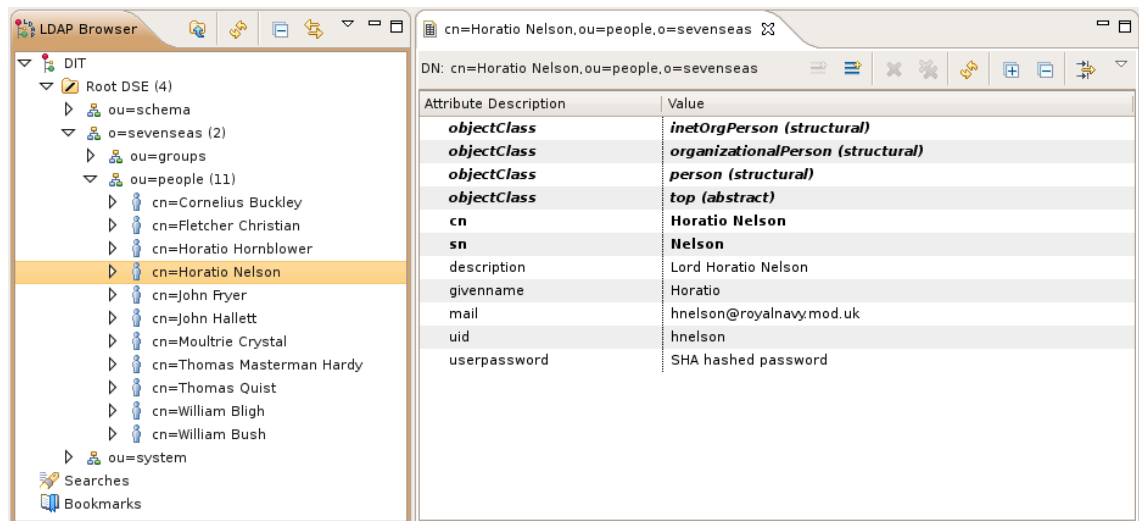 LDAP Browser
DIT
Root DSE (4)
ou=schema
o=sevenseas (2)
ou=groups
ou=people (11)
cn=Cornelius Buckley
cn=Fletcher Christian
cn=Horatio Hornblower
cn=Horatio Nelson
cn=John Fryer
cn=John Hallett
cn=Moultrie Crystal
cn=Thomas Masterman Hardy
cn=Thomas Quist
cn=William Bligh
cn=William Bush
ou=system
Searches
Bookmarks
cn=Horatio Nelson,ou=people,o=sevenseas
DN: cn=Horatio Nelson,ou=people,o=sevenseas
Attribute Description Value
objectClass inetOrgPerson (structural)
objectClass organizationalPerson (structural)
objectClass person (structural)
objectClass top (abstract)
cn Horatio Nelson
sn Nelson
description Lord Horatio Nelson
givenname Horatio
mail hnelson@royalnavy.mod.uk
uid hnelson
userpassword SHA hashed password